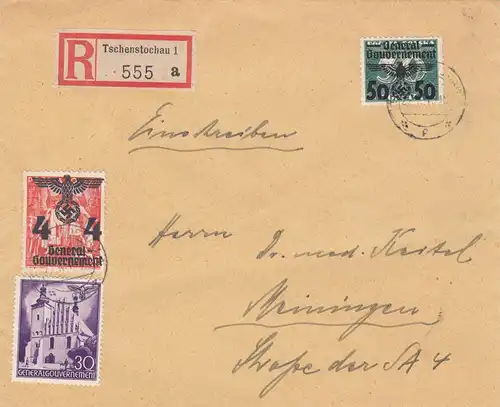 R Tschenstochau 1
555 a
General
Gouvernement
50 50
Einschreiben
4 4
General-
Gouvernement
30
GENERALGOUVERNEMENT
Herrn Dr. med. Keitel
Meiningen
Straße der SA 4